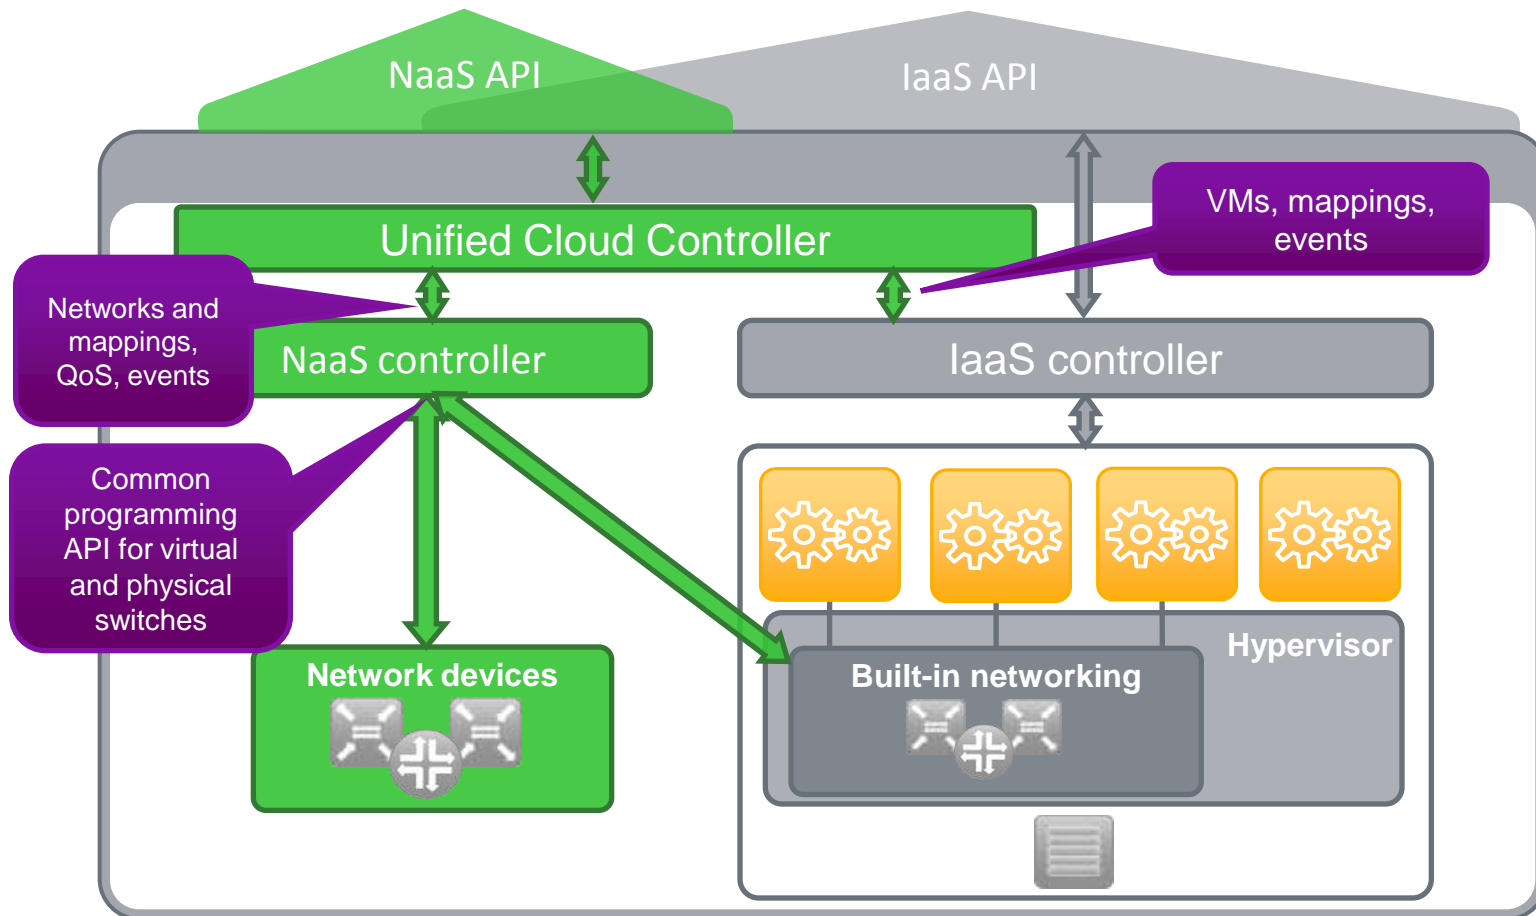 NaaS API
IaaS API
Unified Cloud Controller
VMs, mappings,
events
Networks and
mappings,
QoS, events
NaaS controller
IaaS controller
Common
programming
API for virtual
and physical
switches
Network devices
Hypervisor
Built-in networking